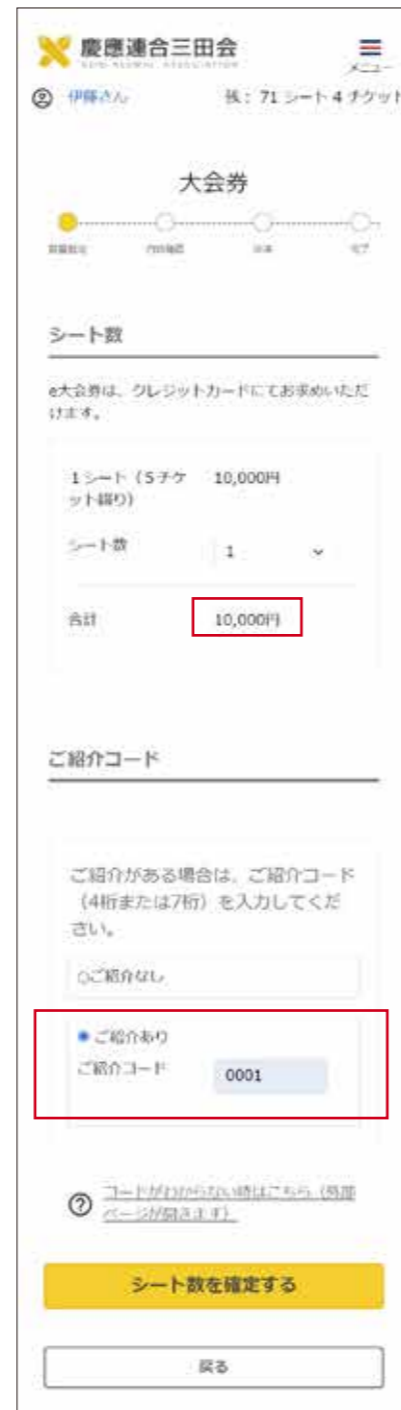 慶應連合三田会
メニュー
伊藤さん
残: 71 シート 4 チケット
大会券
完了
シート数
e大会券は、クレジットカードにてお求めいただ
けます。
1シート（5チケ
ット綴り）
10,000円
シート数
1
合計
10,000円
ご紹介コード
ご紹介がある場合は、ご紹介コード
（4桁または7桁）を入力してくだ
さい。
○ご紹介なし
ご紹介あり
ご紹介コード
0001
コードがわからない時はこちら（外部
ページが開きます）
シート数を確定する
戻る